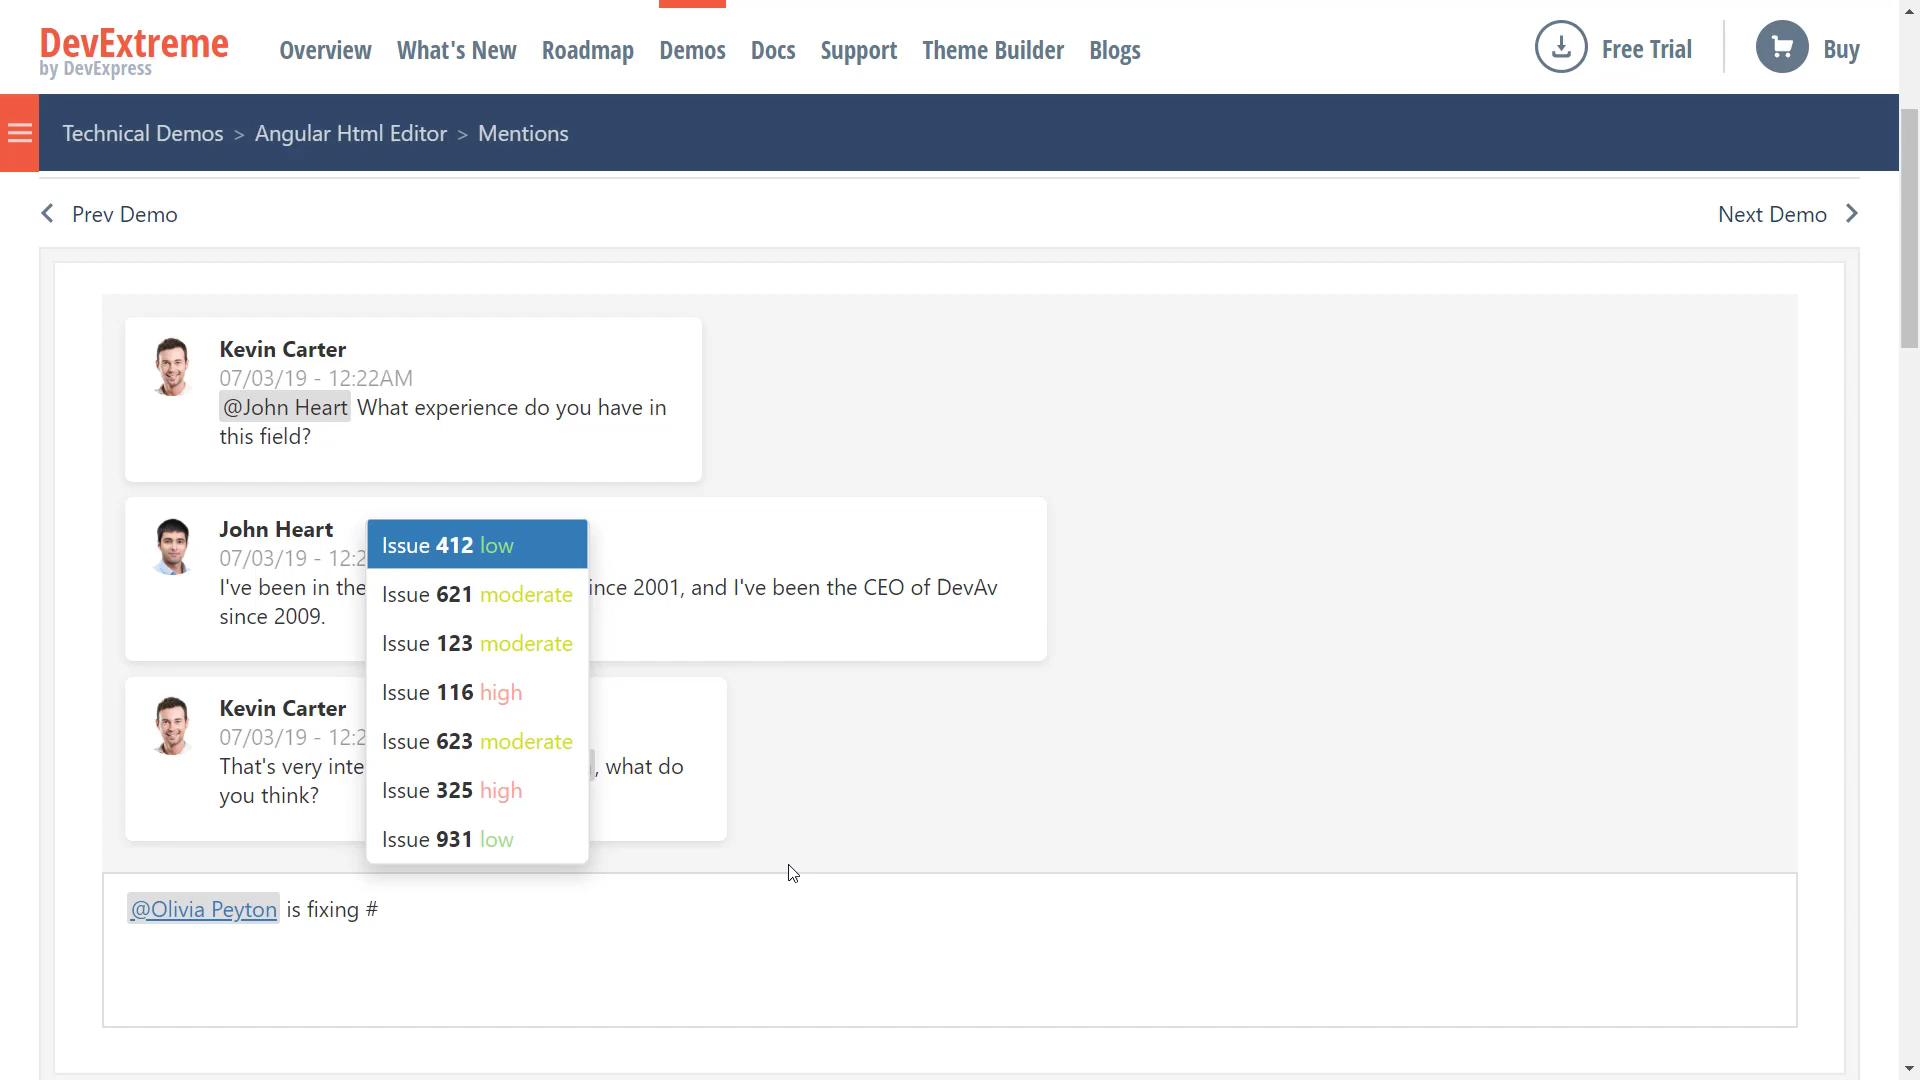 DevExtreme
by DevExpress
Overview What's New Roadmap Demos Docs Support Theme Builder Blogs
Free Trial
Buy
Technical Demos > Angular Html Editor > Mentions
Prev Demo
Next Demo
Kevin Carter
07/03/19 - 12:22AM
@John Heart What experience do you have in
this field?
John Heart
07/03/19 - 12:2
I've been in the
ince 2001, and I've been the CEO of DevAv
since 2009.
Kevin Carter
07/03/19 - 12:2
That's very inte
, what do
you think?
Issue 412 low
Issue 621 moderate
Issue 123 moderate
Issue 116 high
Issue 623 moderate
Issue 325 high
Issue 931 low
@Olivia Peyton is fixing #